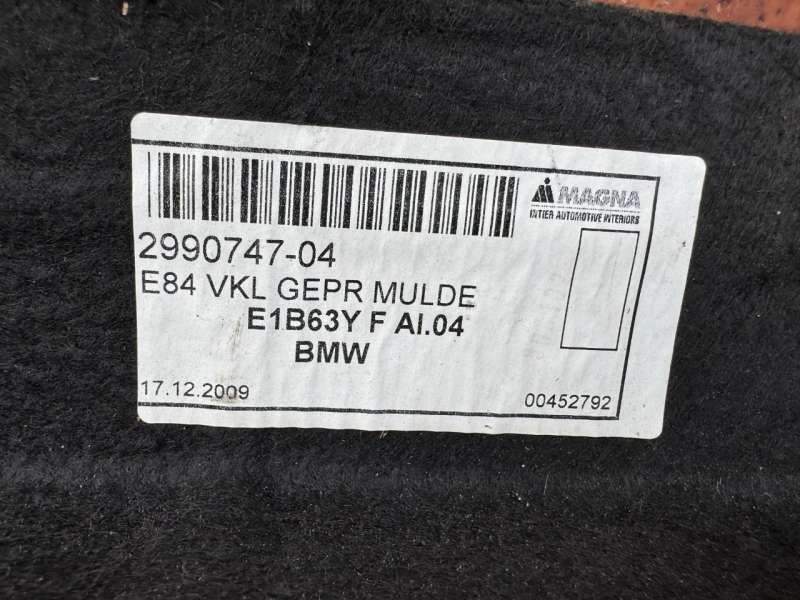 MAGNA
INTIER AUTOMOTIVE INTERIORS
2990747-04
E84 VKL GEPR MULDE
E1B63Y F AI.04
BMW
17.12.2009
00452792